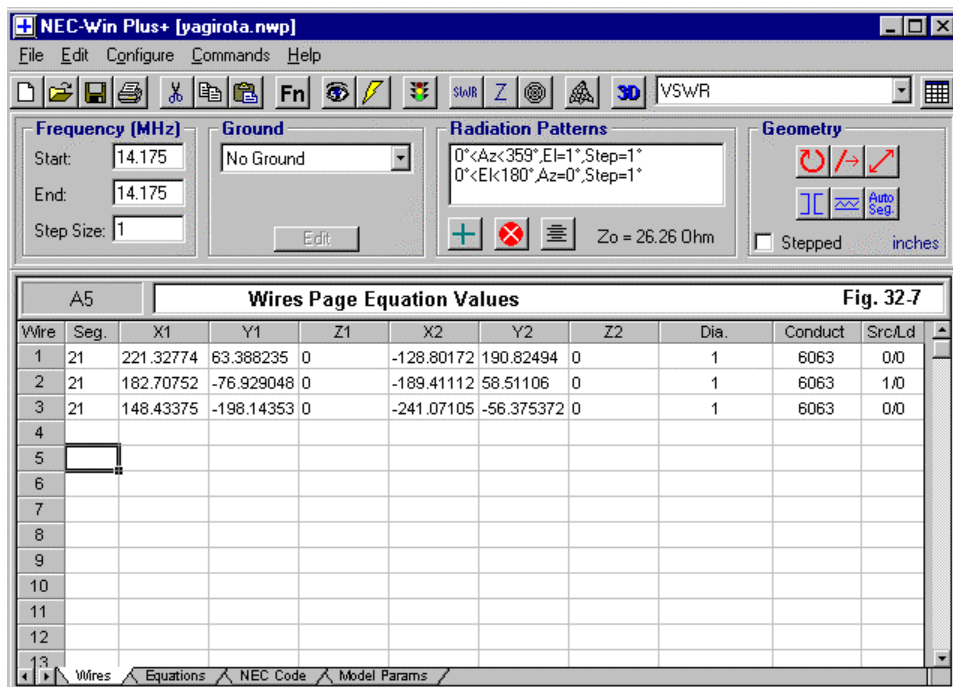 NEC-Win Plus+ [yagirota.nwp]
File Edit Configure Commands Help
Fn SWR Z 3D VSWR
Frequency (MHz) Ground Radiation Patterns Geometry
Start: 14.175 No Ground 0°<Az<359°,El=1°,Step=1°
0°<El<180°,Az=0°,Step=1°
End: 14.175
Auto Seg.
Step Size: 1 Edit Zo = 26.26 Ohm Stepped inches
A5 Wires Page Equation Values Fig. 32-7
Wire Seg. X1 Y1 Z1 X2 Y2 Z2 Dia. Conduct Src/Ld
1 21 221.32774 63.388235 0 -128.80172 190.82494 0 1 6063 0/0
2 21 182.70752 -76.929048 0 -189.41112 58.51106 0 1 6063 1/0
3 21 148.43375 -198.14353 0 -241.07105 -56.375372 0 1 6063 0/0
4
5
6
7
8
9
10
11
12
13
Wires Equations NEC Code Model Params